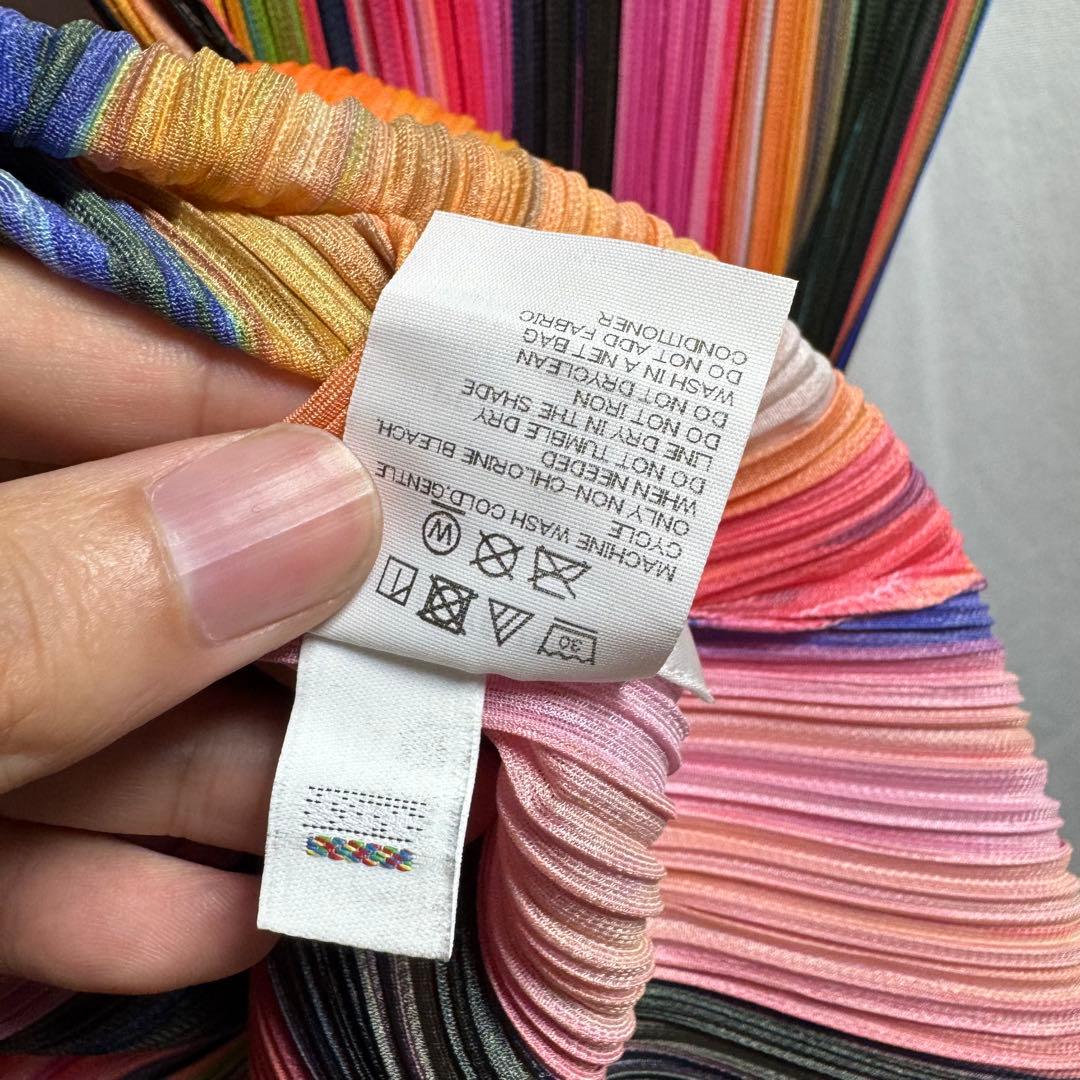 30
W
MACHINE WASH COLD,GENTLE
CYCLE
ONLY NON-CHLORINE BLEACH,
WHEN NEEDED
DO NOT TUMBLE DRY
LINE DRY IN THE SHADE
DO NOT IRON
DO NOT DRYCLEAN
WASH IN A NET BAG
DO NOT ADD FABRIC
CONDITIONER